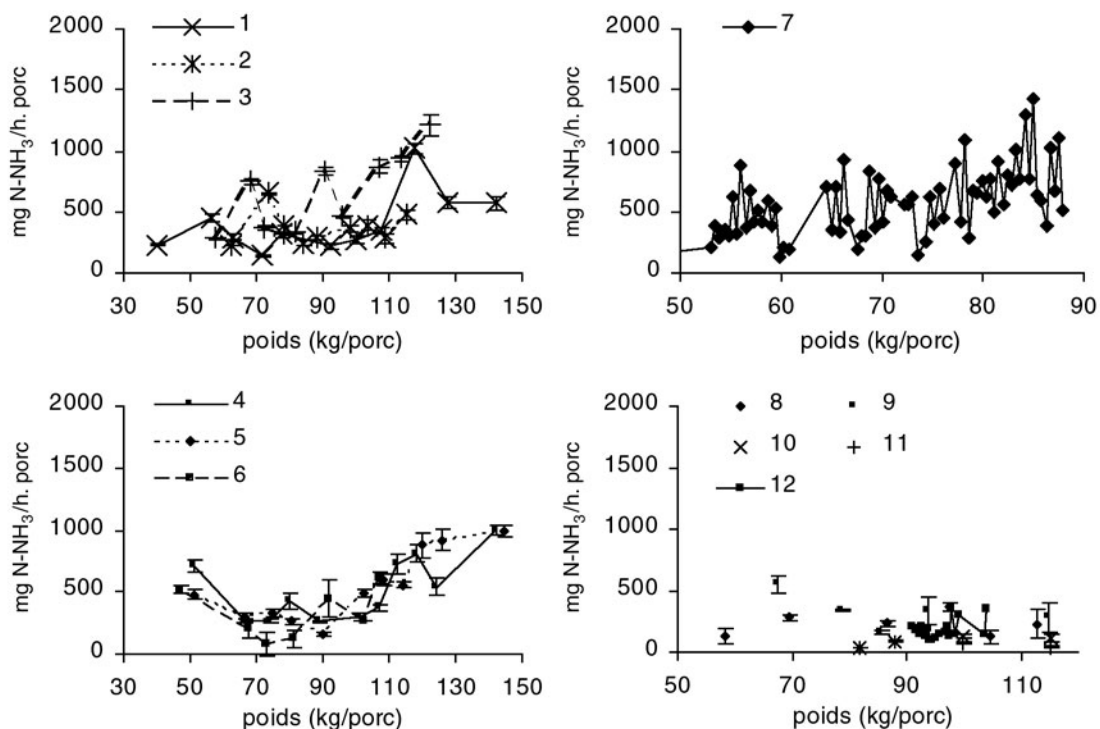 mg N-NH3/h. porc
2000
1500
1000
500
0
1
2
3
30 50 70 90 110 130 150
poids (kg/porc)
mg N-NH3/h. porc
2000
1500
1000
500
0
7
50 60 70 80 90
poids (kg/porc)
mg N-NH3/h. porc
2000
1500
1000
500
0
4
5
6
30 50 70 90 110 130 150
poids (kg/porc)
mg N-NH3/h. porc
2000
1500
1000
500
0
8 9
10 11
12
50 70 90 110
poids (kg/porc)